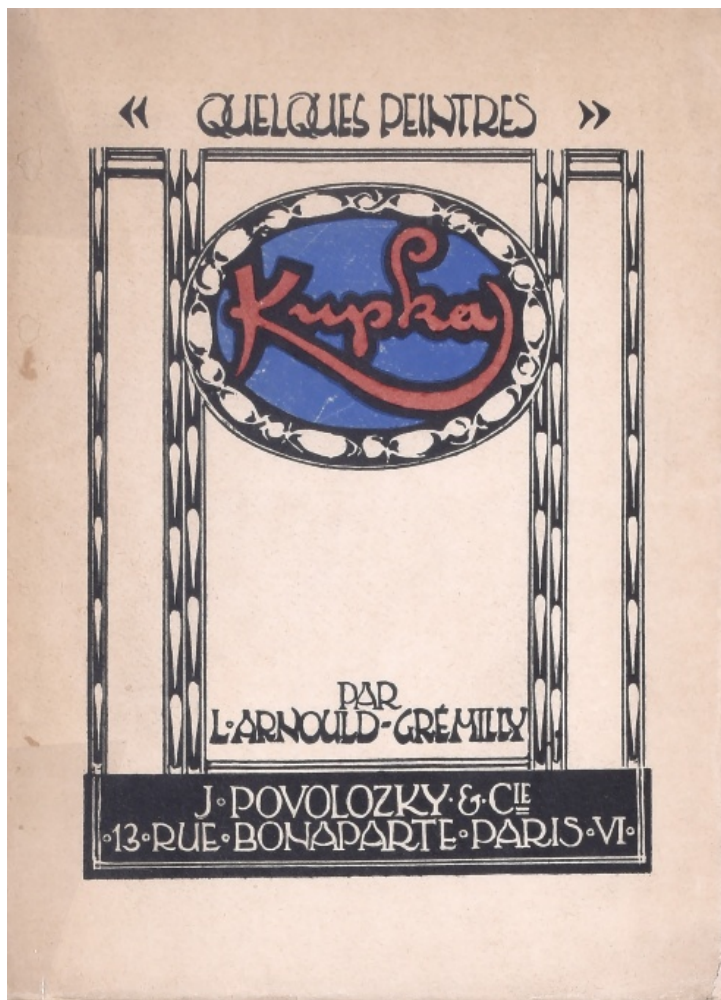 « QUELQUES PEINTRES »
Kupka
PAR
L·ARNOULD-GRÉMILLY
J·POVOLOZKY·&·CIE
·13·RUE·BONAPARTE·PARIS·VI·